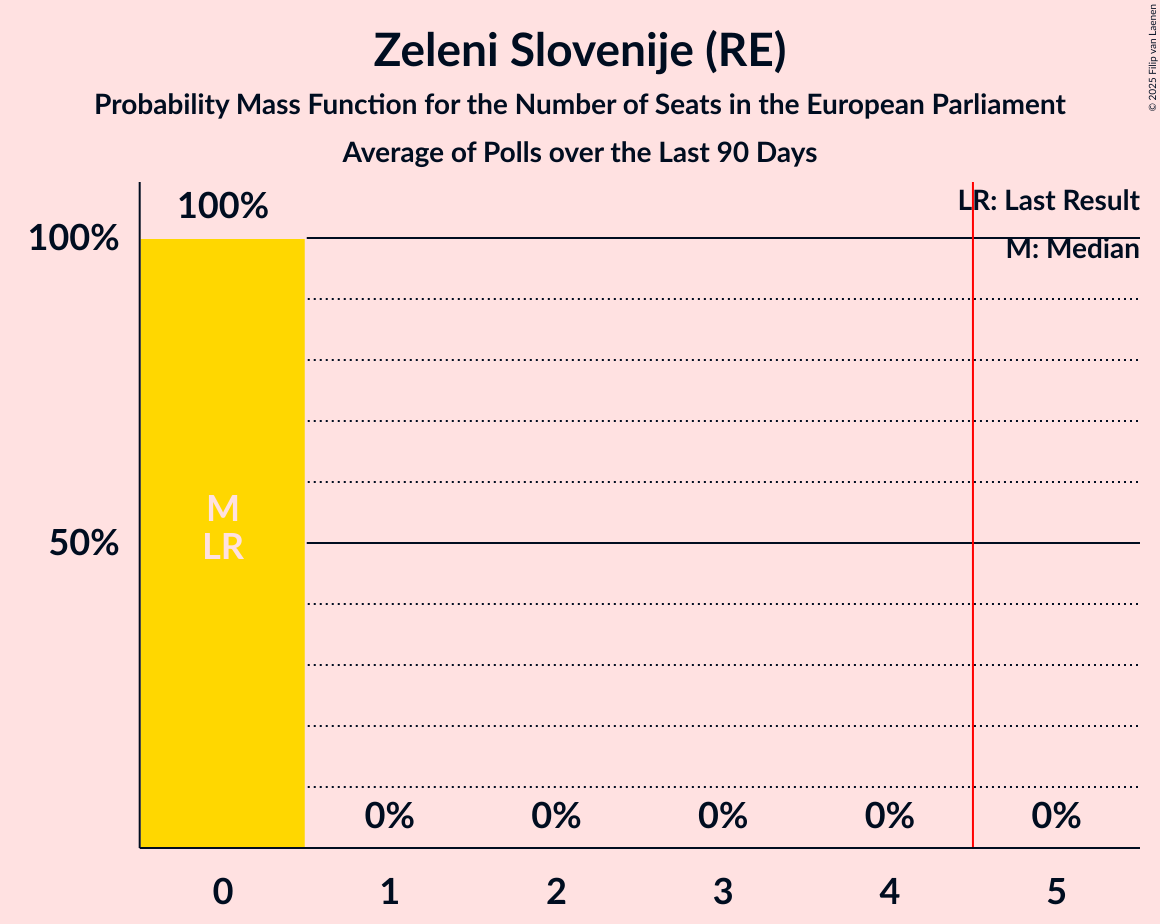 Zeleni Slovenije (RE)
Probability Mass Function for the Number of Seats in the European Parliament
Average of Polls over the Last 90 Days
© 2025 Filip van Laenen
LR: Last Result
M: Median
100%
100%
50%
M
LR
0% 0% 0% 0% 0%
0 1 2 3 4 5